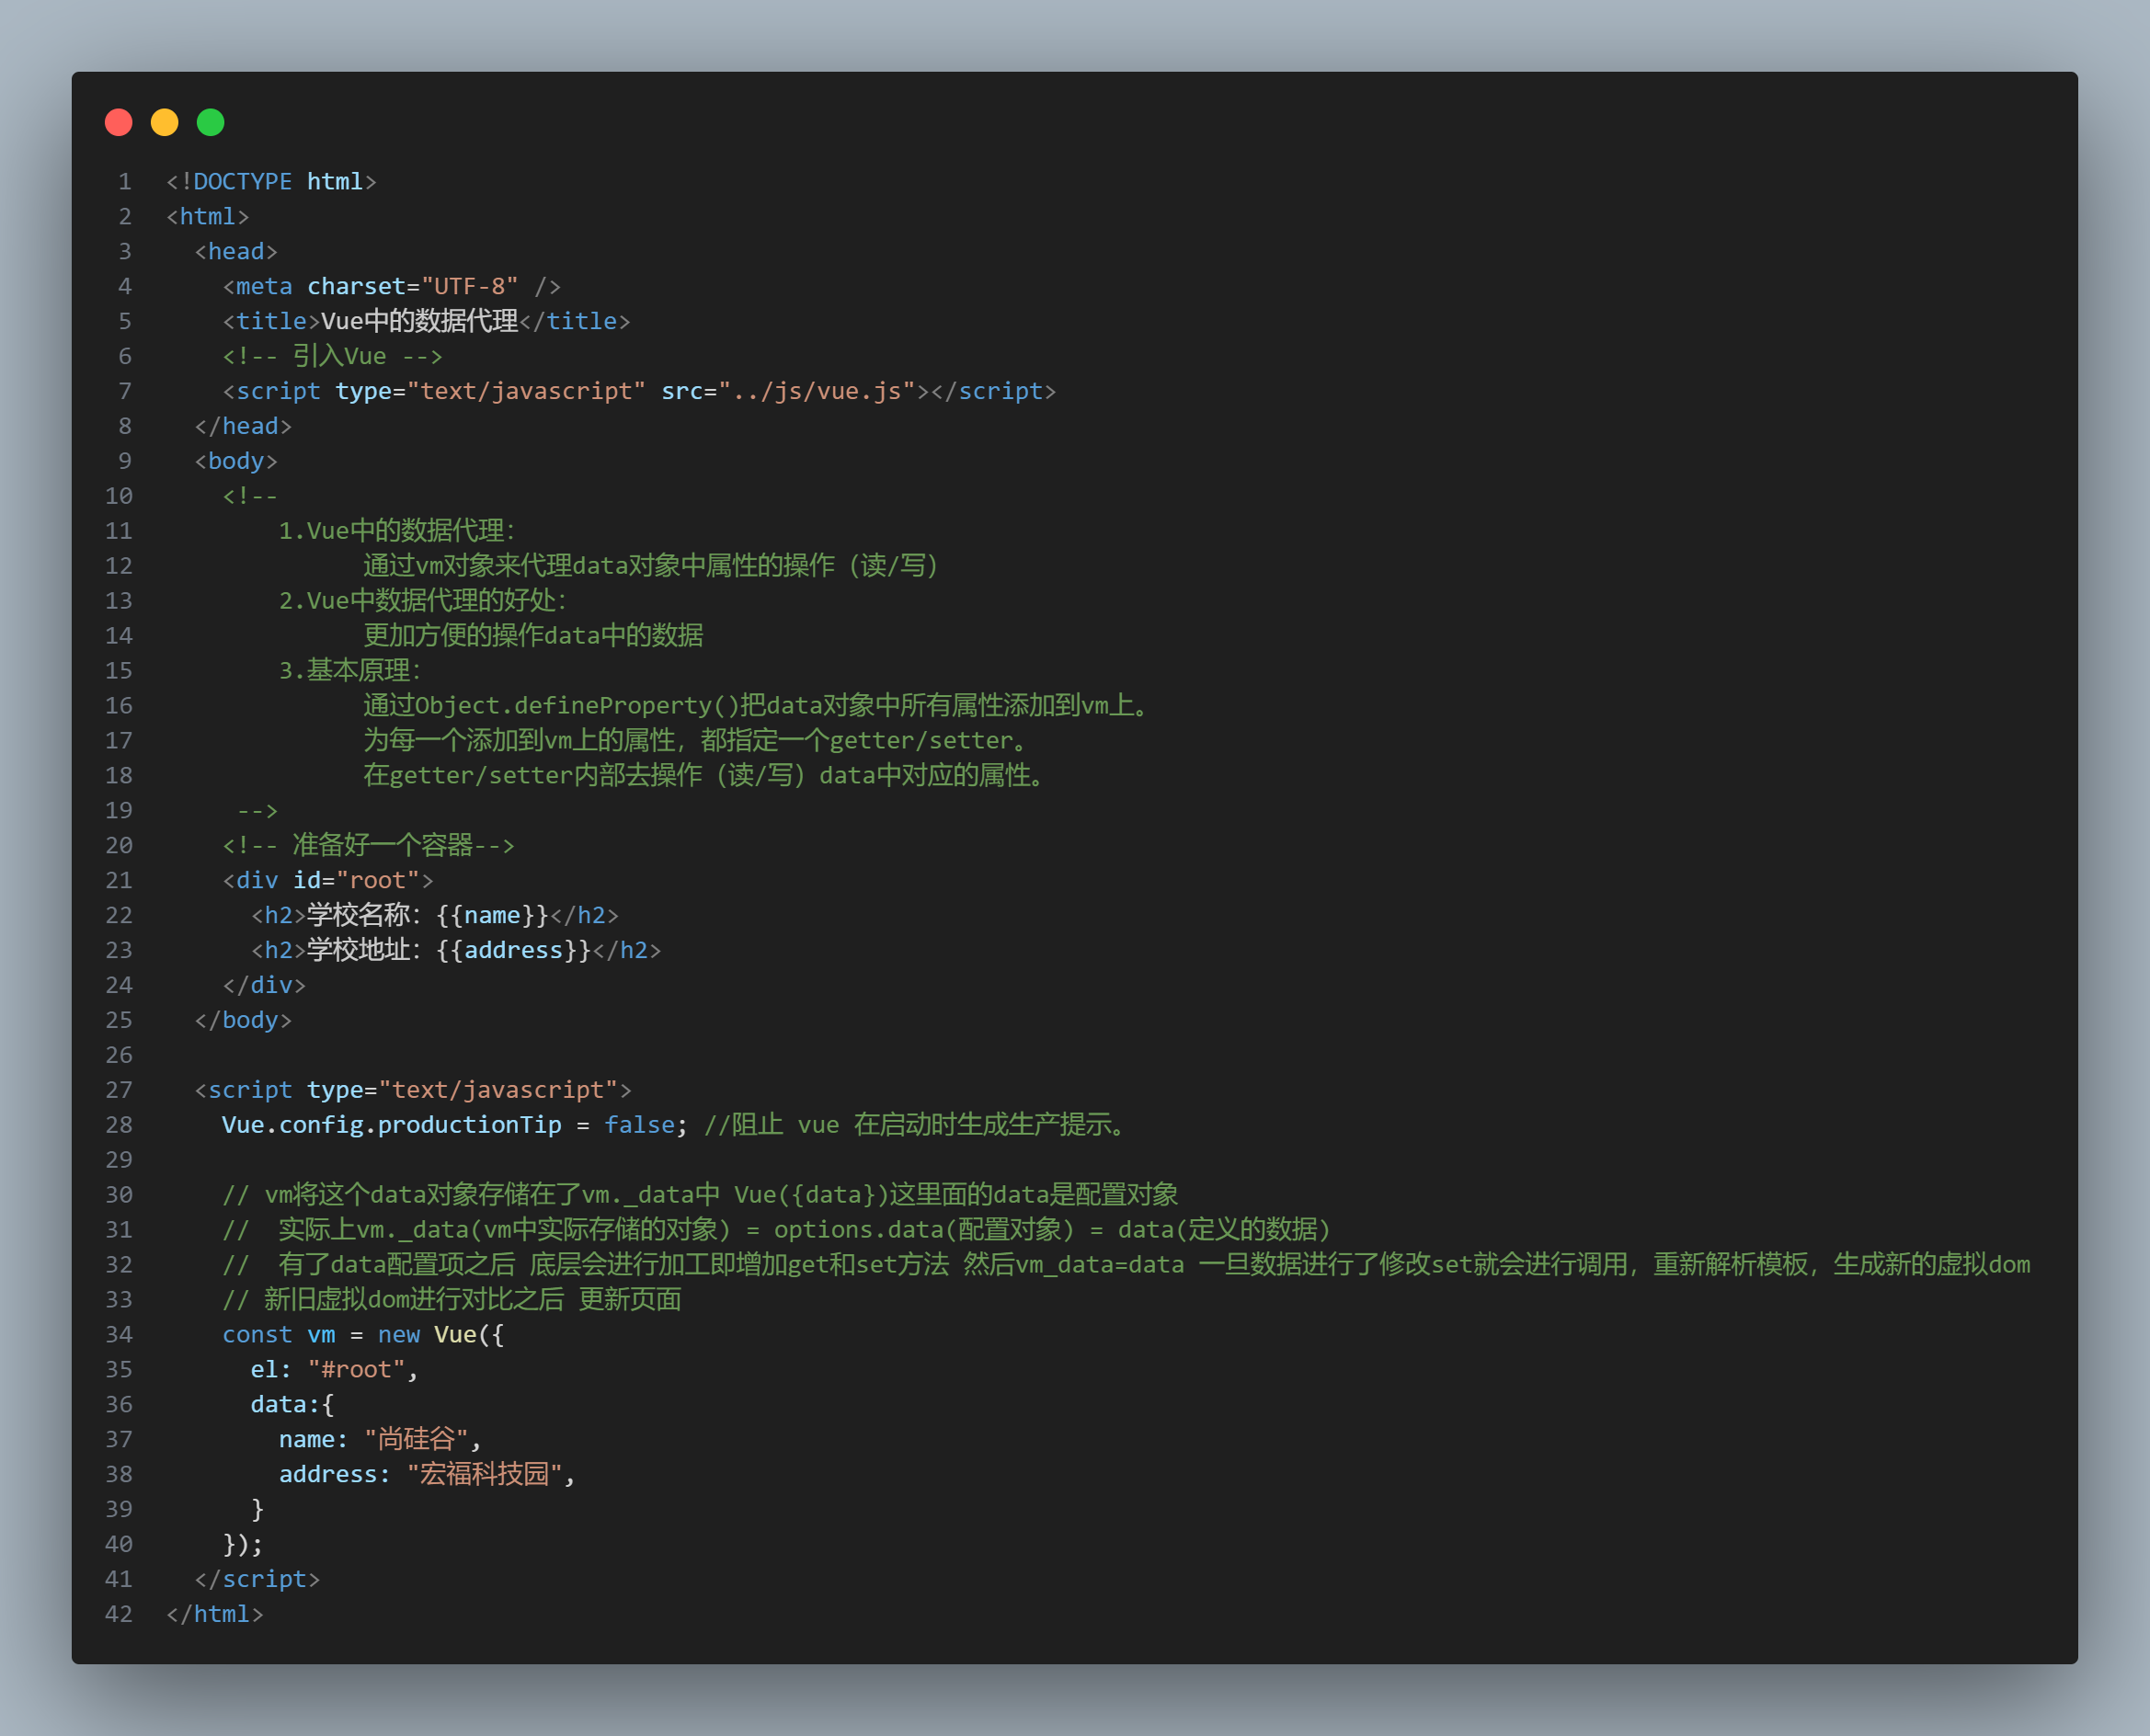 1 <!DOCTYPE html>
2 <html>
3   <head>
4     <meta charset="UTF-8" />
5     <title>Vue中的数据代理</title>
6     <!-- 引入Vue -->
7     <script type="text/javascript" src="../js/vue.js"></script>
8   </head>
9   <body>
10     <!--
11         1.Vue中的数据代理：
12               通过vm对象来代理data对象中属性的操作（读/写）
13         2.Vue中数据代理的好处：
14               更加方便的操作data中的数据
15         3.基本原理：
16               通过Object.defineProperty()把data对象中所有属性添加到vm上。
17               为每一个添加到vm上的属性，都指定一个getter/setter。
18               在getter/setter内部去操作（读/写）data中对应的属性。
19      -->
20     <!-- 准备好一个容器-->
21     <div id="root">
22       <h2>学校名称：{{name}}</h2>
23       <h2>学校地址：{{address}}</h2>
24     </div>
25   </body>
26
27   <script type="text/javascript">
28     Vue.config.productionTip = false; //阻止 vue 在启动时生成生产提示。
29
30     // vm将这个data对象存储在了vm._data中 Vue({data})这里面的data是配置对象
31     //  实际上vm._data(vm中实际存储的对象) = options.data(配置对象) = data(定义的数据)
32     //  有了data配置项之后 底层会进行加工即增加get和set方法 然后vm_data=data 一旦数据进行了修改set就会进行调用，重新解析模板，生成新的虚拟dom
33     // 新旧虚拟dom进行对比之后 更新页面
34     const vm = new Vue({
35       el: "#root",
36       data:{
37         name: "尚硅谷",
38         address: "宏福科技园",
39       }
40     });
41   </script>
42 </html>